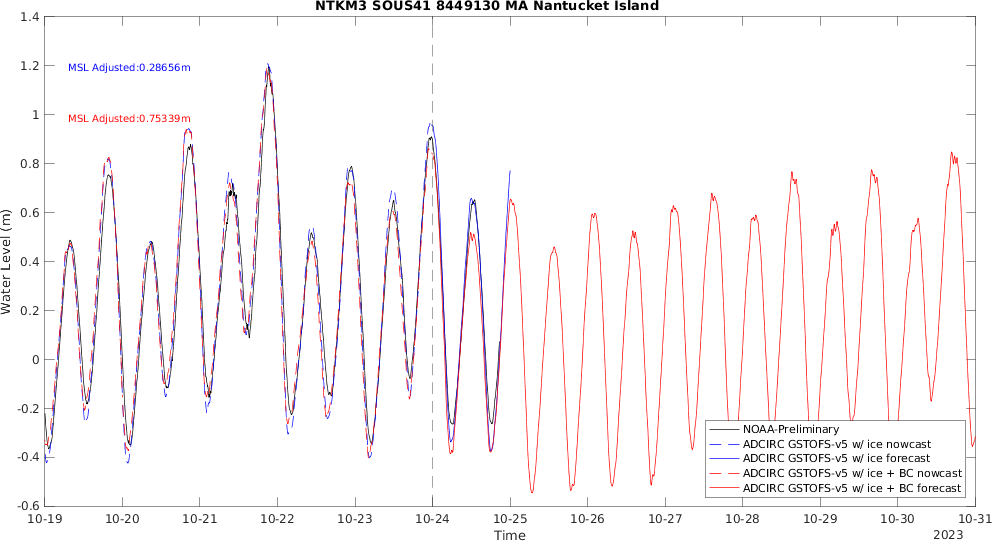 NTKM3 SOUS41 8449130 MA Nantucket Island
1.4
1.2
1
0.8
0.6
0.4
0.2
0
-0.2
-0.4
-0.6
Water Level (m)
MSL Adjusted:0.28656m
MSL Adjusted:0.75339m
NOAA-Preliminary
ADCIRC GSTOFS-v5 w/ ice nowcast
ADCIRC GSTOFS-v5 w/ ice forecast
ADCIRC GSTOFS-v5 w/ ice + BC nowcast
ADCIRC GSTOFS-v5 w/ ice + BC forecast
10-19 10-20 10-21 10-22 10-23 10-24 10-25 10-26 10-27 10-28 10-29 10-30 10-31
Time
2023